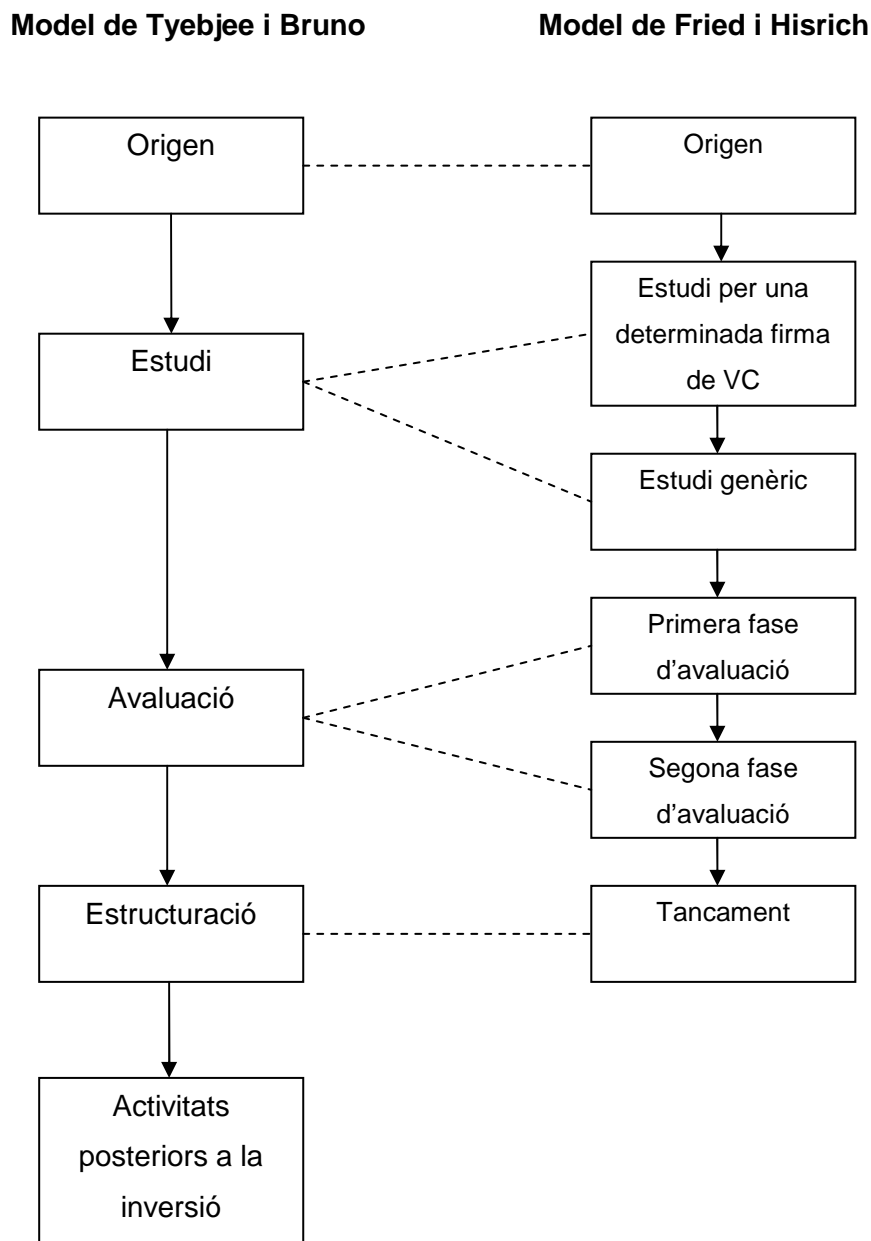 Model de Tyebjee i Bruno
Model de Fried i Hisrich
Origen
Estudi
Avaluació
Estructuració
Activitats
posteriors a la
inversió
Origen
Estudi per una
determinada firma
de VC
Estudi genèric
Primera fase
d’avaluació
Segona fase
d’avaluació
Tancament